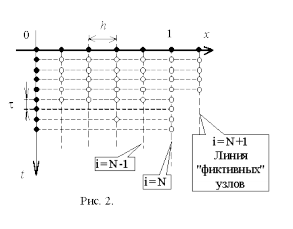 0
h
1
x
τ
i=N-1
i=N
i=N+1
Линия
"фиктивных"
узлов
t
Рис. 2.